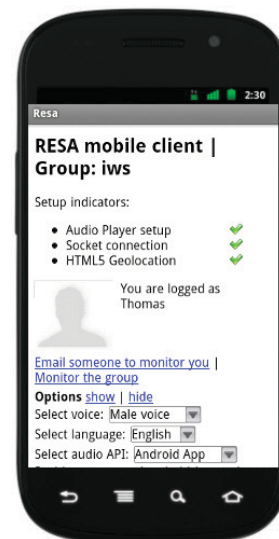 2:30
Resa
RESA mobile client |
Group: iws
Setup indicators:
Audio Player setup
Socket connection
HTML5 Geolocation
You are logged as
Thomas
Email someone to monitor you |
Monitor the group
Options show | hide
Select voice: Male voice
Select language: English
Select audio API: Android App